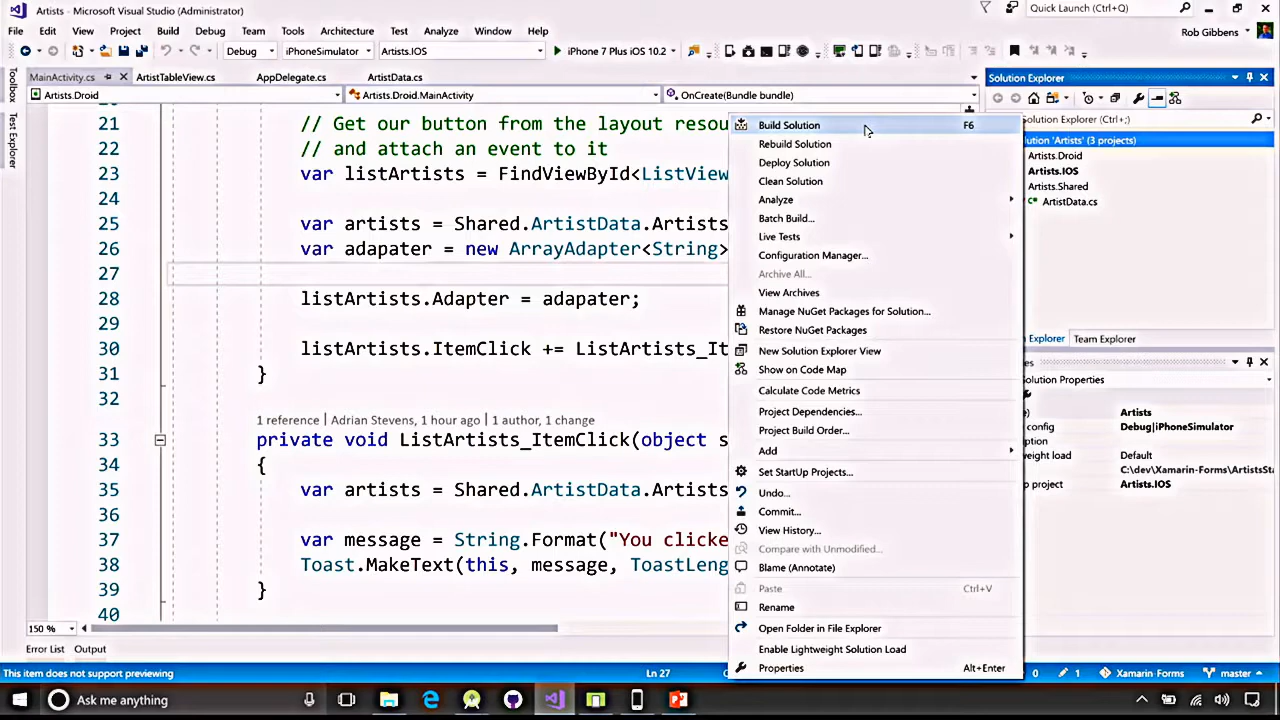 Artists - Microsoft Visual Studio (Administrator)
Quick Launch (Ctrl+Q)
File Edit View Project Build Debug Team Tools Architecture Test Analyze Window Help
Rob Gibbens
Debug iPhoneSimulator Artists.IOS iPhone 7 Plus iOS 10.2
Toolbox
Test Explorer
MainActivity.cs ArtistTableView.cs AppDelegate.cs ArtistData.cs
Artists.Droid Artists.Droid.MainActivity OnCreate(Bundle bundle)
21 // Get our button from the layout resou
22 // and attach an event to it
23 var listArtists = FindViewById<ListView
24
25 var artists = Shared.ArtistData.Artists
26 var adapater = new ArrayAdapter<String>
27
28 listArtists.Adapter = adapater;
29
30 listArtists.ItemClick += ListArtists_It
31 }
32
1 reference | Adrian Stevens, 1 hour ago | 1 author, 1 change
33 private void ListArtists_ItemClick(object s
34 {
35 var artists = Shared.ArtistData.Artists
36
37 var message = String.Format("You clicke
38 Toast.MakeText(this, message, ToastLeng
39 }
40
150 %
Error List Output
This item does not support previewing
Ln 27
Build Solution F6
Rebuild Solution
Deploy Solution
Clean Solution
Analyze
Batch Build...
Live Tests
Configuration Manager...
Archive All...
View Archives
Manage NuGet Packages for Solution...
Restore NuGet Packages
New Solution Explorer View
Show on Code Map
Calculate Code Metrics
Project Dependencies...
Project Build Order...
Add
Set StartUp Projects...
Undo...
Commit...
View History...
Compare with Unmodified...
Blame (Annotate)
Paste Ctrl+V
Rename
Open Folder in File Explorer
Enable Lightweight Solution Load
Properties Alt+Enter
Solution Explorer
olution Explorer (Ctrl+;)
lution 'Artists' (3 projects)
Artists.Droid
Artists.IOS
Artists.Shared
C# ArtistData.cs
Explorer Team Explorer
es
olution Properties
) Artists
config Debug|iPhoneSimulator
ption
weight load Default
C:\dev\Xamarin-Forms\ArtistsSta
p project Artists.IOS
0 1 Xamarin-Forms master
Ask me anything